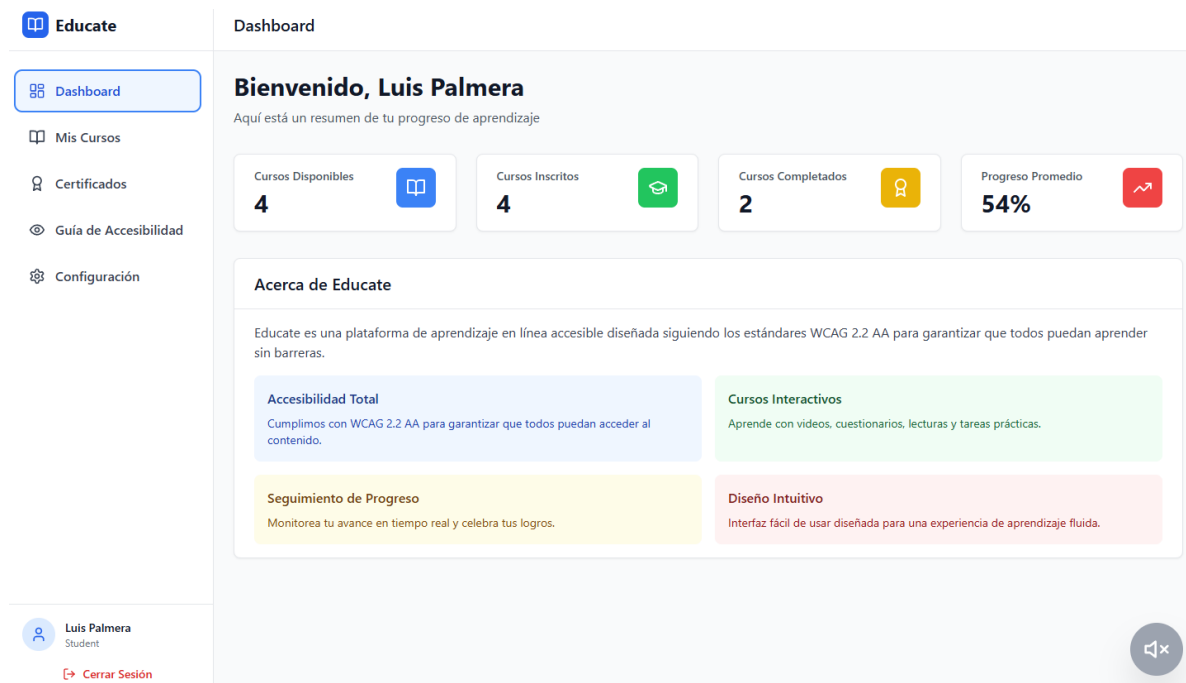 Educate
Dashboard
Mis Cursos
Certificados
Guía de Accesibilidad
Configuración
Luis Palmera
Student
Cerrar Sesión
Dashboard
Bienvenido, Luis Palmera
Aquí está un resumen de tu progreso de aprendizaje
Cursos Disponibles
4
Cursos Inscritos
4
Cursos Completados
2
Progreso Promedio
54%
Acerca de Educate
Educate es una plataforma de aprendizaje en línea accesible diseñada siguiendo los estándares WCAG 2.2 AA para garantizar que todos puedan aprender
sin barreras.
Accesibilidad Total
Cumplimos con WCAG 2.2 AA para garantizar que todos puedan acceder al
contenido.
Cursos Interactivos
Aprende con videos, cuestionarios, lecturas y tareas prácticas.
Seguimiento de Progreso
Monitorea tu avance en tiempo real y celebra tus logros.
Diseño Intuitivo
Interfaz fácil de usar diseñada para una experiencia de aprendizaje fluida.